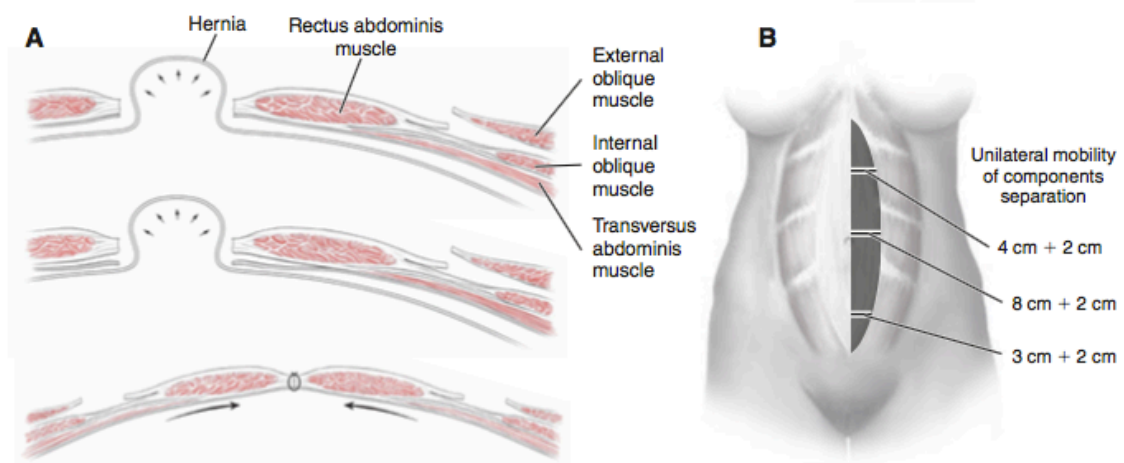 A
Hernia
Rectus abdominis
muscle
External
oblique
muscle
Internal
oblique
muscle
Transversus
abdominis
muscle
B
Unilateral mobility
of components
separation
4 cm + 2 cm
8 cm + 2 cm
3 cm + 2 cm